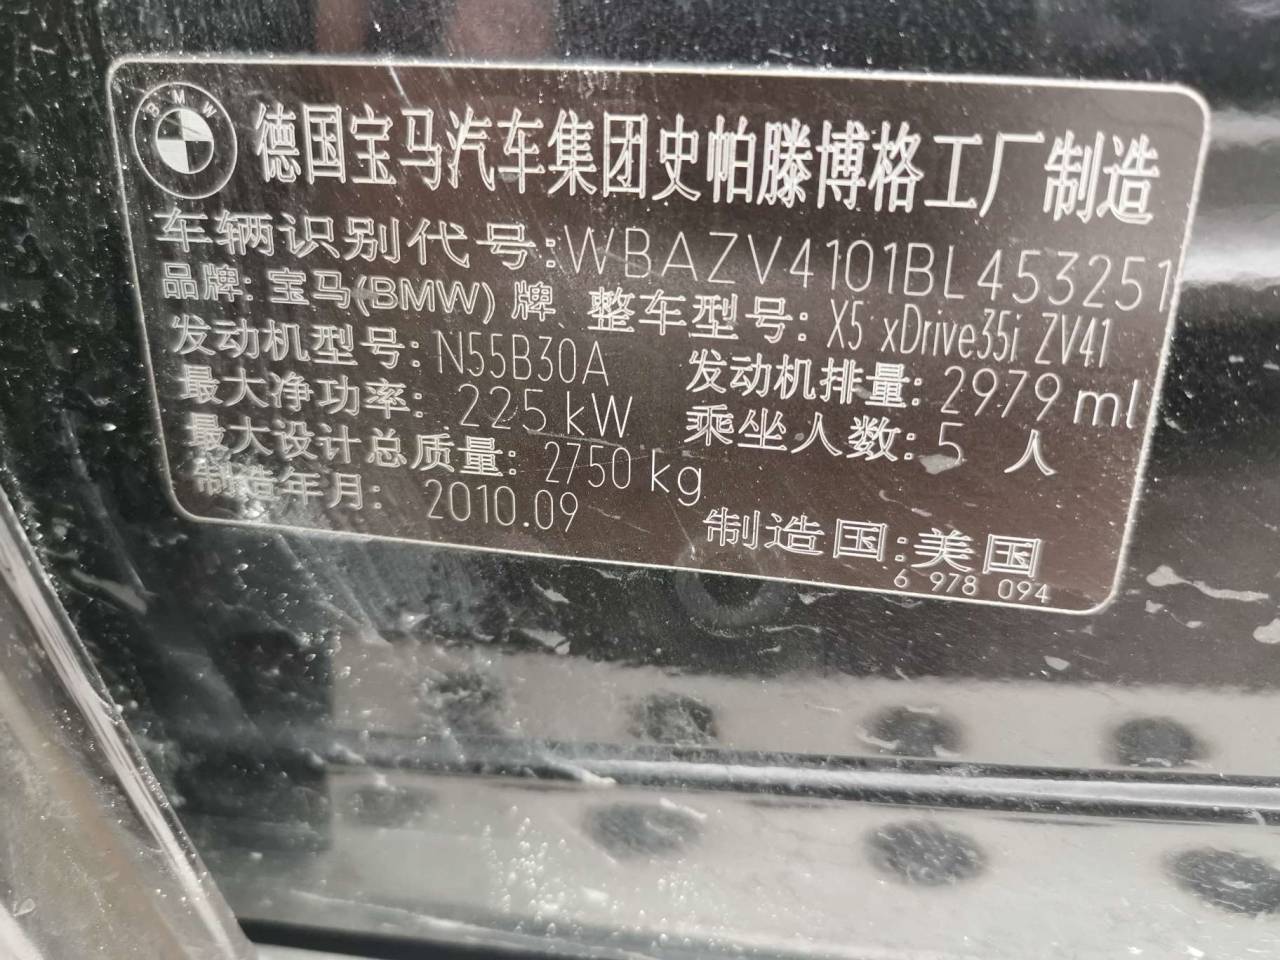 BMW
德国宝马汽车集团史帕滕博格工厂制造
车辆识别代号:WBAZV4101BL453251
品牌: 宝马(BMW) 牌 整车型号: X5 xDrive35i ZV41
发动机型号: N55B30A 发动机排量: 2979 ml
最大净功率: 225 kW 乘坐人数: 5 人
最大设计总质量: 2750 kg
制造年月: 2010.09 制造国: 美国
6 978 094